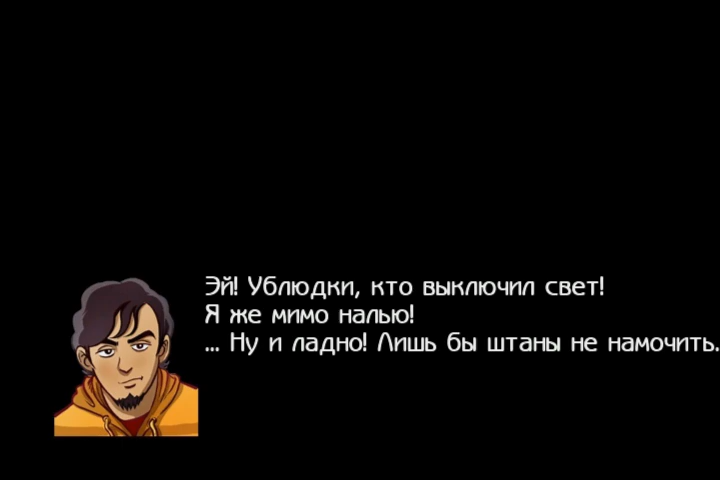 Эй! Ублюдки, кто выключил свет!
Я же мимо налью!
... Ну и ладно! Лишь бы штаны не намочить.